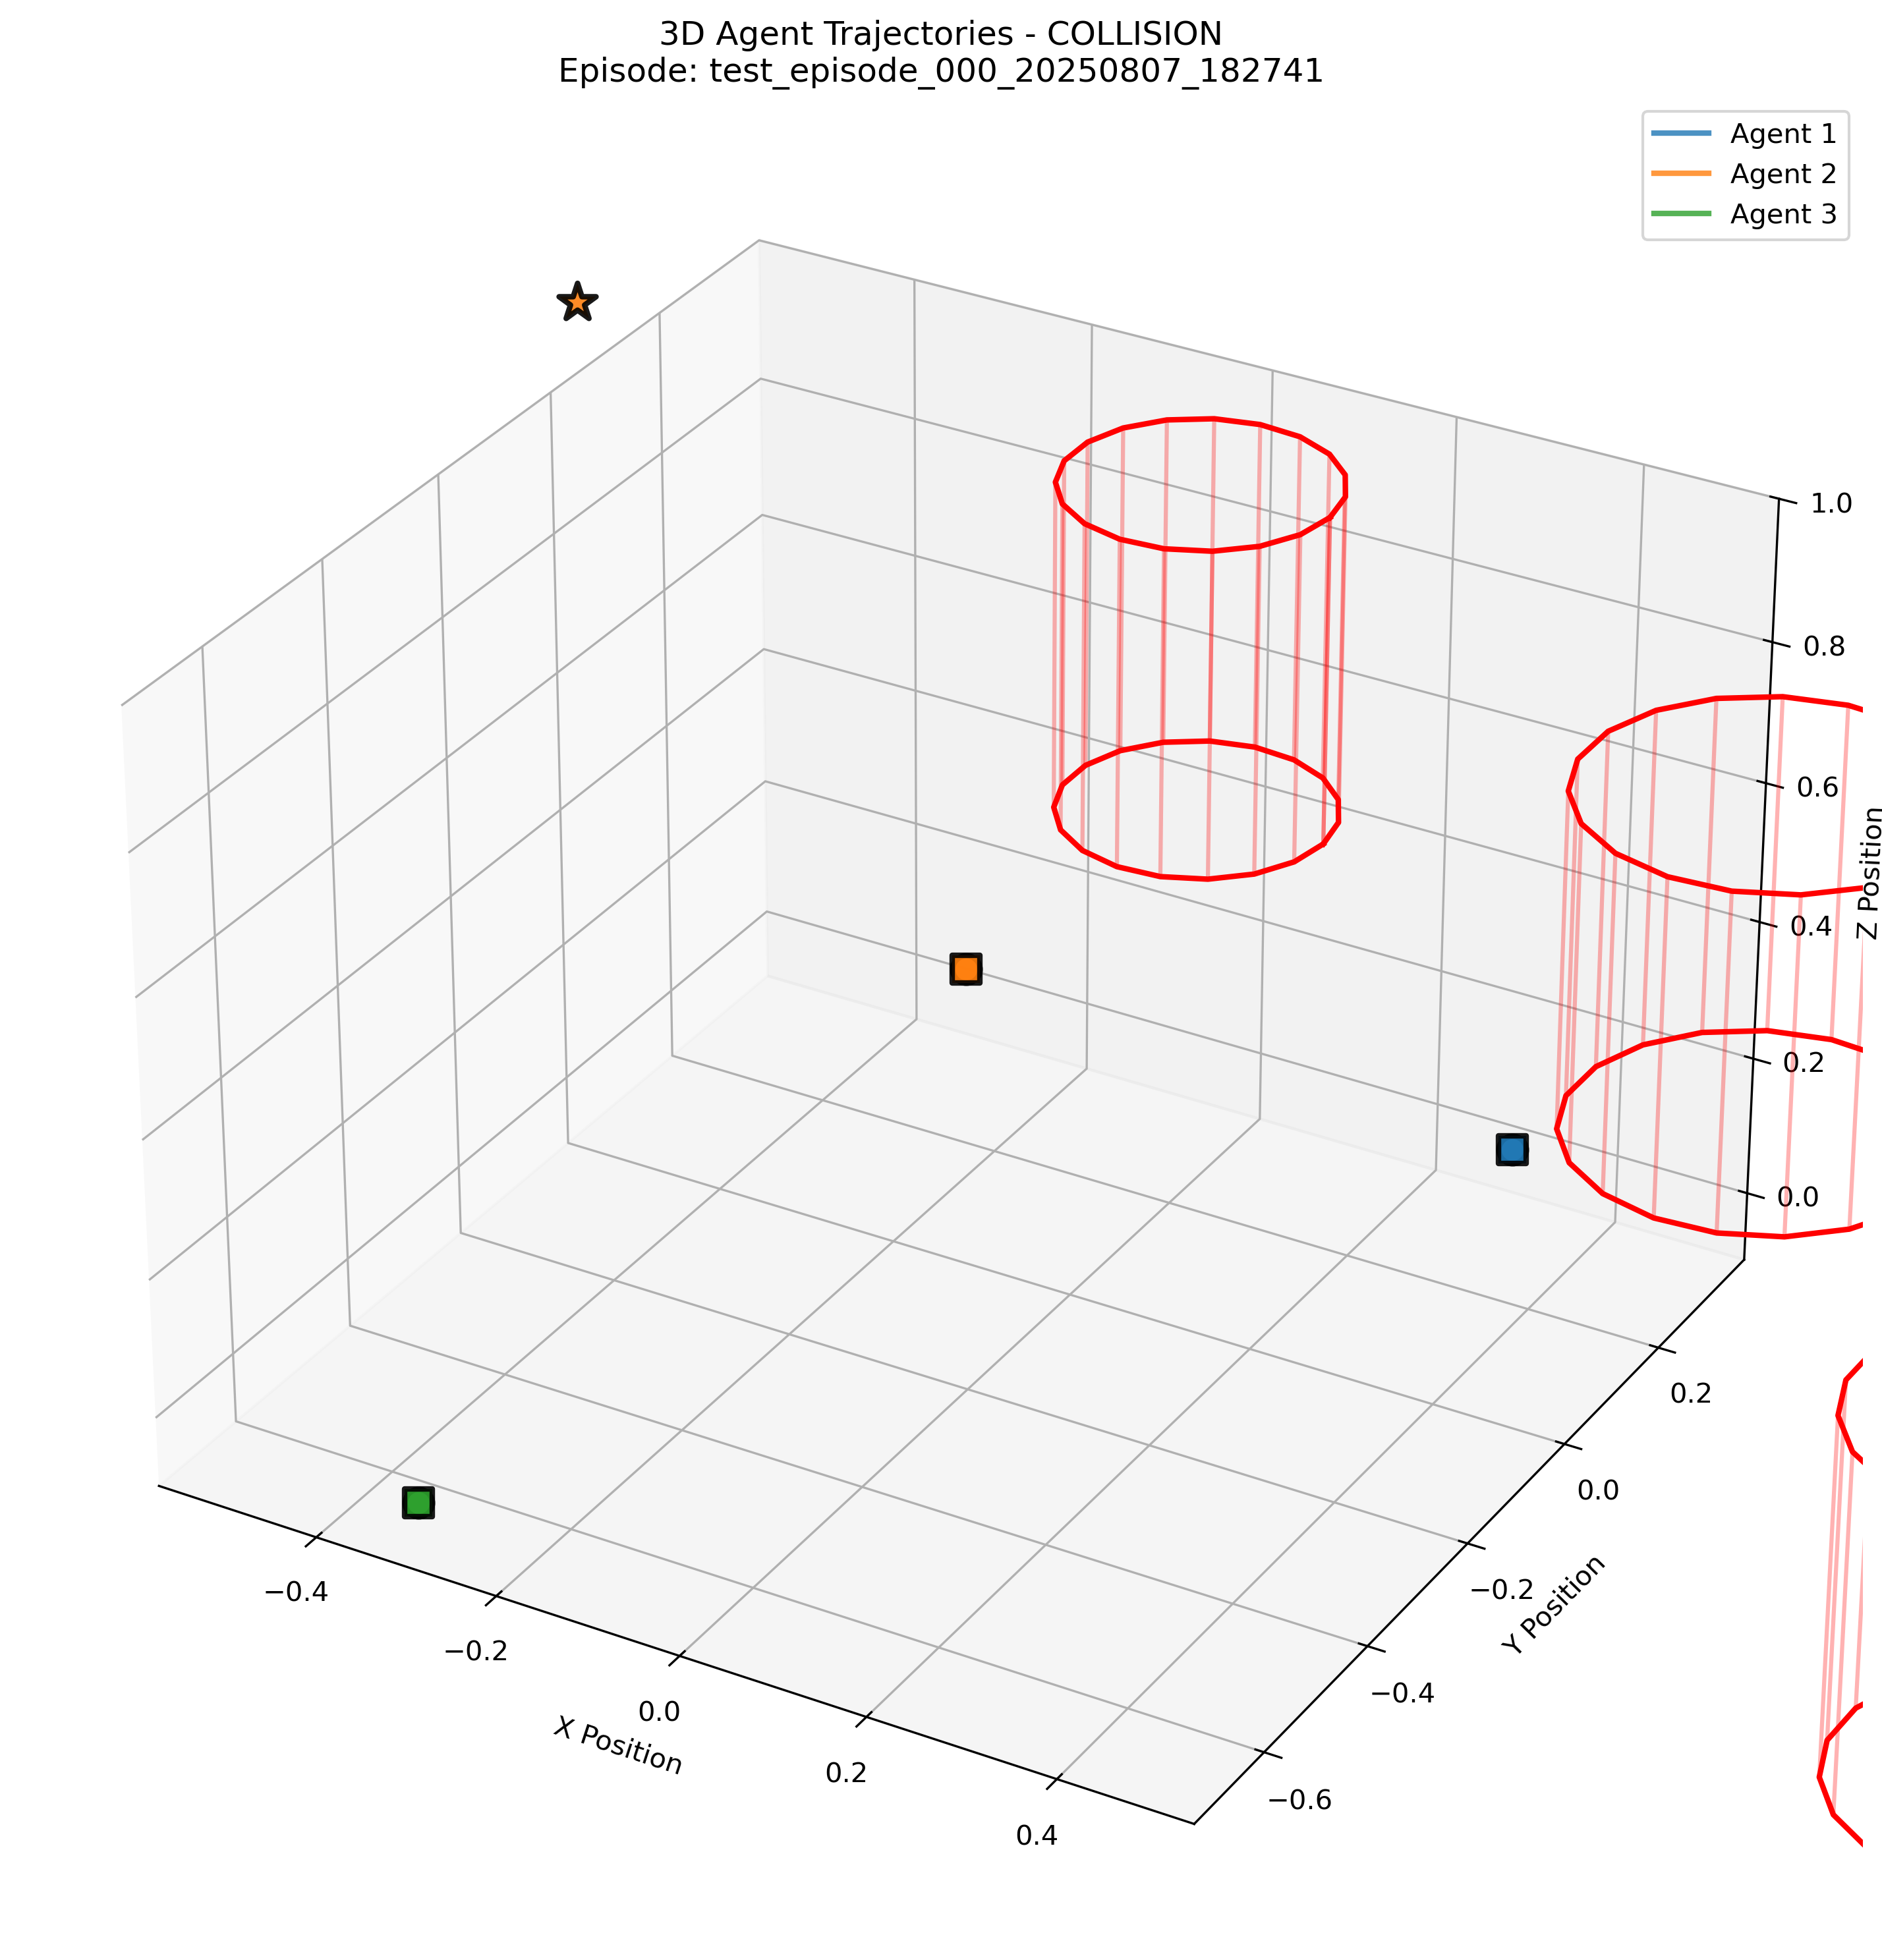 3D Agent Trajectories - COLLISION
Episode: test_episode_000_20250807_182741
Agent 1
Agent 2
Agent 3
1.0
0.8
0.6
0.4
0.2
0.0
Z Position
0.2
0.0
−0.2
−0.4
−0.6
Y Position
−0.4
−0.2
0.0
0.2
0.4
X Position